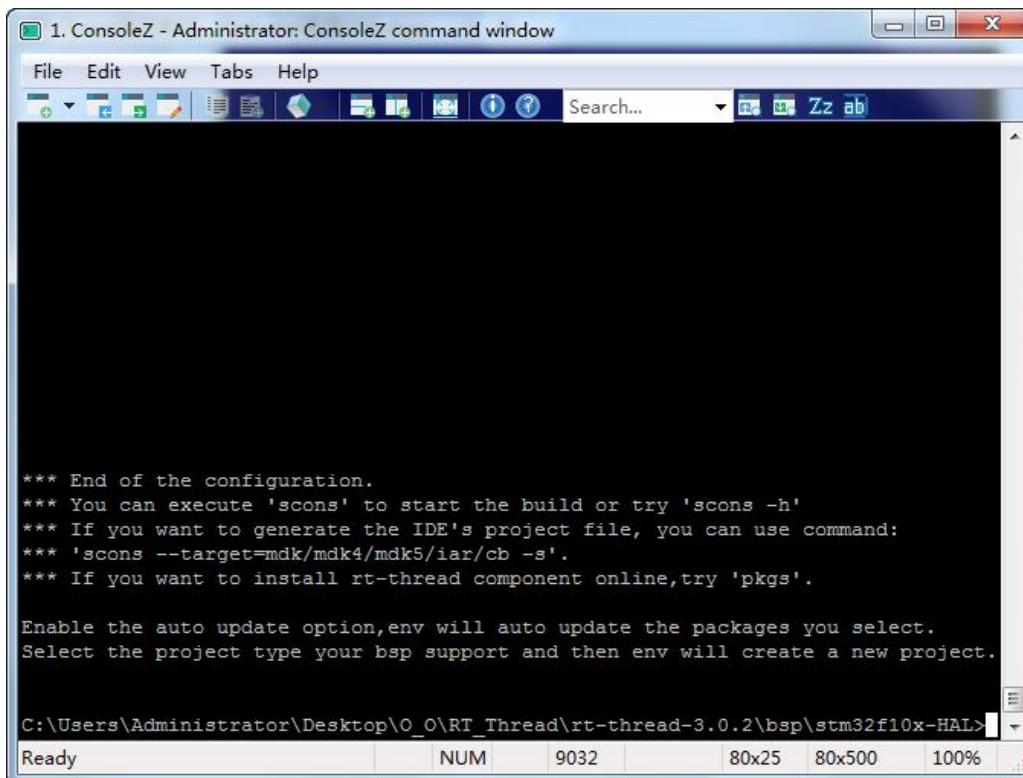 1. ConsoleZ - Administrator: ConsoleZ command window
File Edit View Tabs Help
Search... Zz ab
*** End of the configuration.
*** You can execute 'scons' to start the build or try 'scons -h'
*** If you want to generate the IDE's project file, you can use command:
*** 'scons --target=mdk/mdk4/mdk5/iar/cb -s'.
*** If you want to install rt-thread component online,try 'pkgs'.
Enable the auto update option,env will auto update the packages you select.
Select the project type your bsp support and then env will create a new project.
C:\Users\Administrator\Desktop\O_O\RT_Thread\rt-thread-3.0.2\bsp\stm32f10x-HAL>
Ready NUM 9032 80x25 80x500 100%